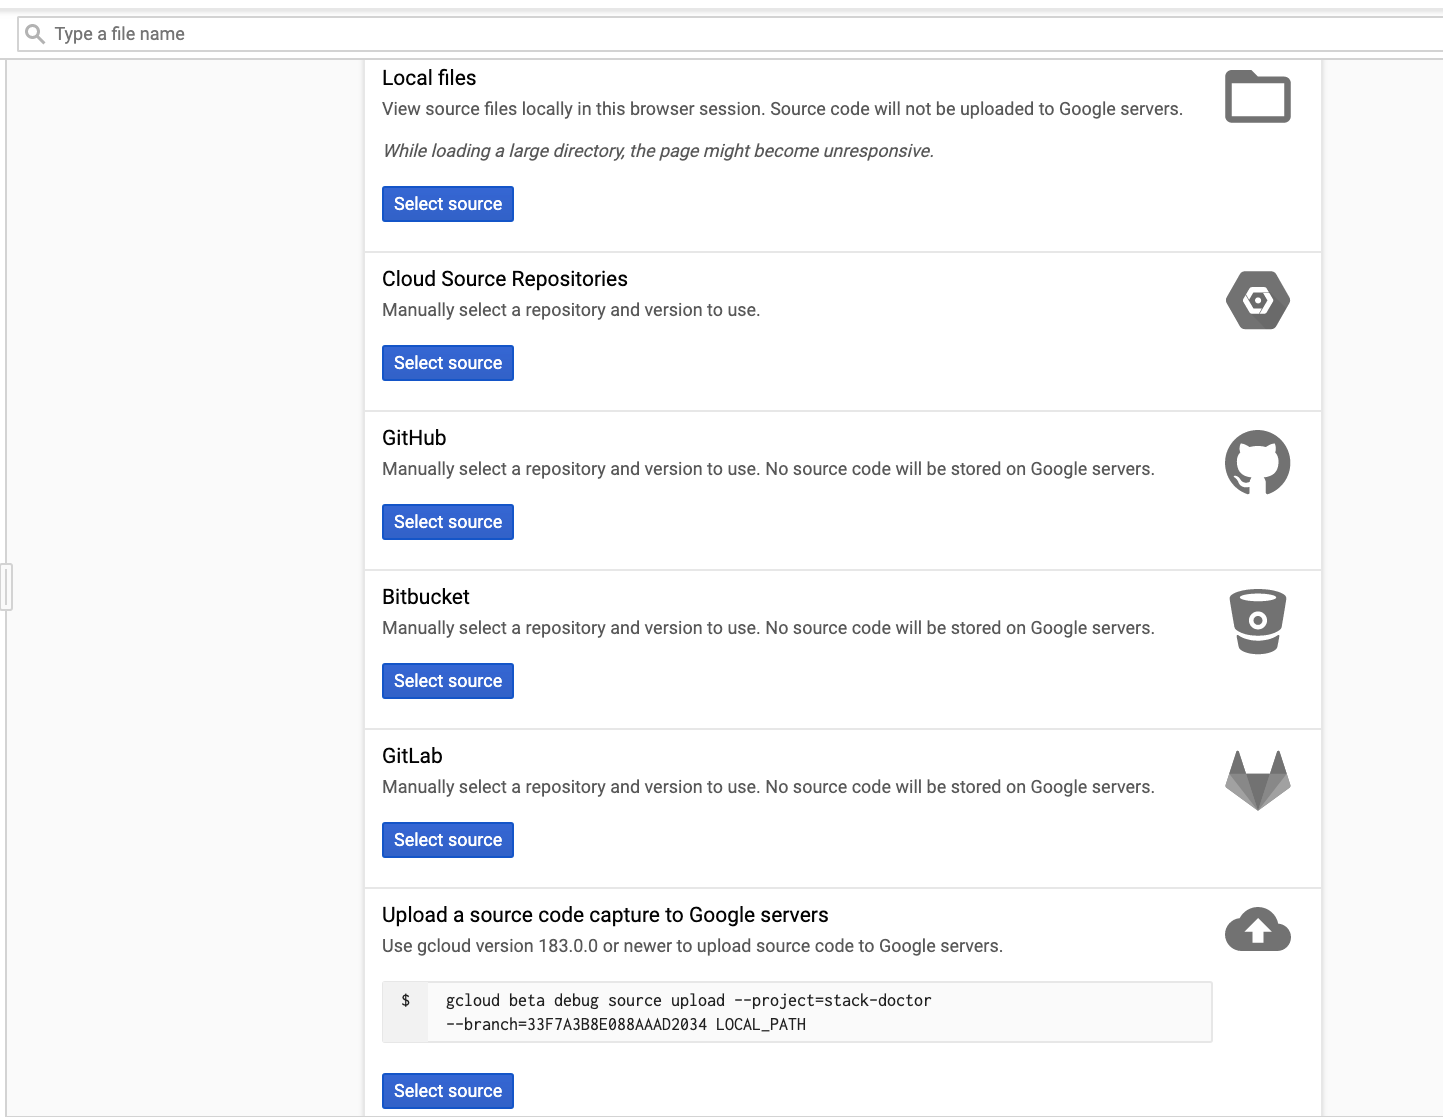 Type a file name
Local files
View source files locally in this browser session. Source code will not be uploaded to Google servers.
While loading a large directory, the page might become unresponsive.
Select source
Cloud Source Repositories
Manually select a repository and version to use.
Select source
GitHub
Manually select a repository and version to use. No source code will be stored on Google servers.
Select source
Bitbucket
Manually select a repository and version to use. No source code will be stored on Google servers.
Select source
GitLab
Manually select a repository and version to use. No source code will be stored on Google servers.
Select source
Upload a source code capture to Google servers
Use gcloud version 183.0.0 or newer to upload source code to Google servers.
$ gcloud beta debug source upload --project=stack-doctor
--branch=33F7A3B8E088AAAD2034 LOCAL_PATH
Select source